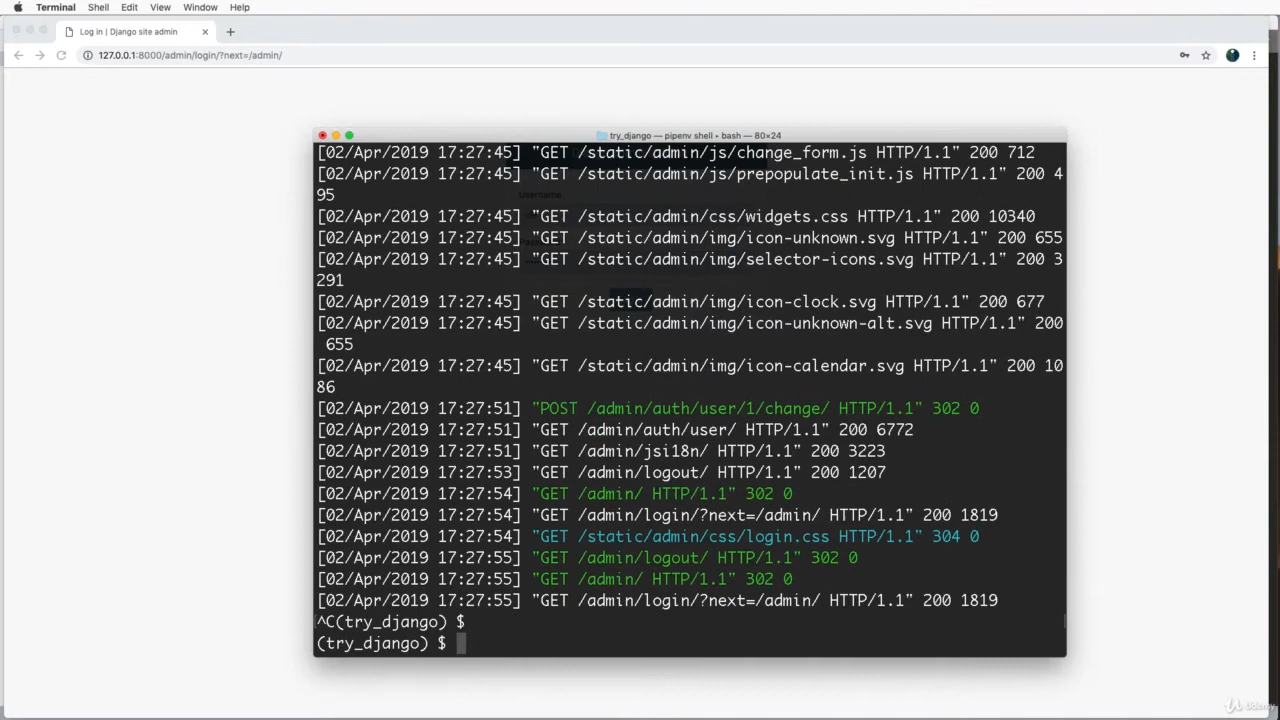 Terminal Shell Edit View Window Help
Log in | Django site admin
127.0.0.1:8000/admin/login/?next=/admin/
try_django — pipenv shell • bash — 80×24
[02/Apr/2019 17:27:45] "GET /static/admin/js/change_form.js HTTP/1.1" 200 712
[02/Apr/2019 17:27:45] "GET /static/admin/js/prepopulate_init.js HTTP/1.1" 200 4
95
Username
[02/Apr/2019 17:27:45] "GET /static/admin/css/widgets.css HTTP/1.1" 200 10340
[02/Apr/2019 17:27:45] "GET /static/admin/img/icon-unknown.svg HTTP/1.1" 200 655
[02/Apr/2019 17:27:45] "GET /static/admin/img/selector-icons.svg HTTP/1.1" 200 3
291
[02/Apr/2019 17:27:45] "GET /static/admin/img/icon-clock.svg HTTP/1.1" 200 677
[02/Apr/2019 17:27:45] "GET /static/admin/img/icon-unknown-alt.svg HTTP/1.1" 200
655
[02/Apr/2019 17:27:45] "GET /static/admin/img/icon-calendar.svg HTTP/1.1" 200 10
86
[02/Apr/2019 17:27:51] "POST /admin/auth/user/1/change/ HTTP/1.1" 302 0
[02/Apr/2019 17:27:51] "GET /admin/auth/user/ HTTP/1.1" 200 6772
[02/Apr/2019 17:27:51] "GET /admin/jsi18n/ HTTP/1.1" 200 3223
[02/Apr/2019 17:27:53] "GET /admin/logout/ HTTP/1.1" 200 1207
[02/Apr/2019 17:27:54] "GET /admin/ HTTP/1.1" 302 0
[02/Apr/2019 17:27:54] "GET /admin/login/?next=/admin/ HTTP/1.1" 200 1819
[02/Apr/2019 17:27:54] "GET /static/admin/css/login.css HTTP/1.1" 304 0
[02/Apr/2019 17:27:55] "GET /admin/logout/ HTTP/1.1" 302 0
[02/Apr/2019 17:27:55] "GET /admin/ HTTP/1.1" 302 0
[02/Apr/2019 17:27:55] "GET /admin/login/?next=/admin/ HTTP/1.1" 200 1819
^C(try_django) $
(try_django) $
Udemy